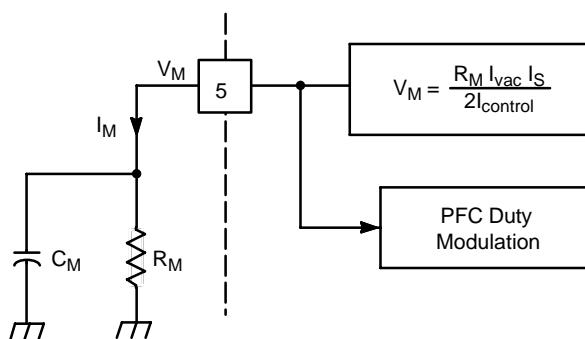 V_M
5
I_M
C_M
R_M
V_M = R_M I_vac I_S
2I_control
PFC Duty
Modulation